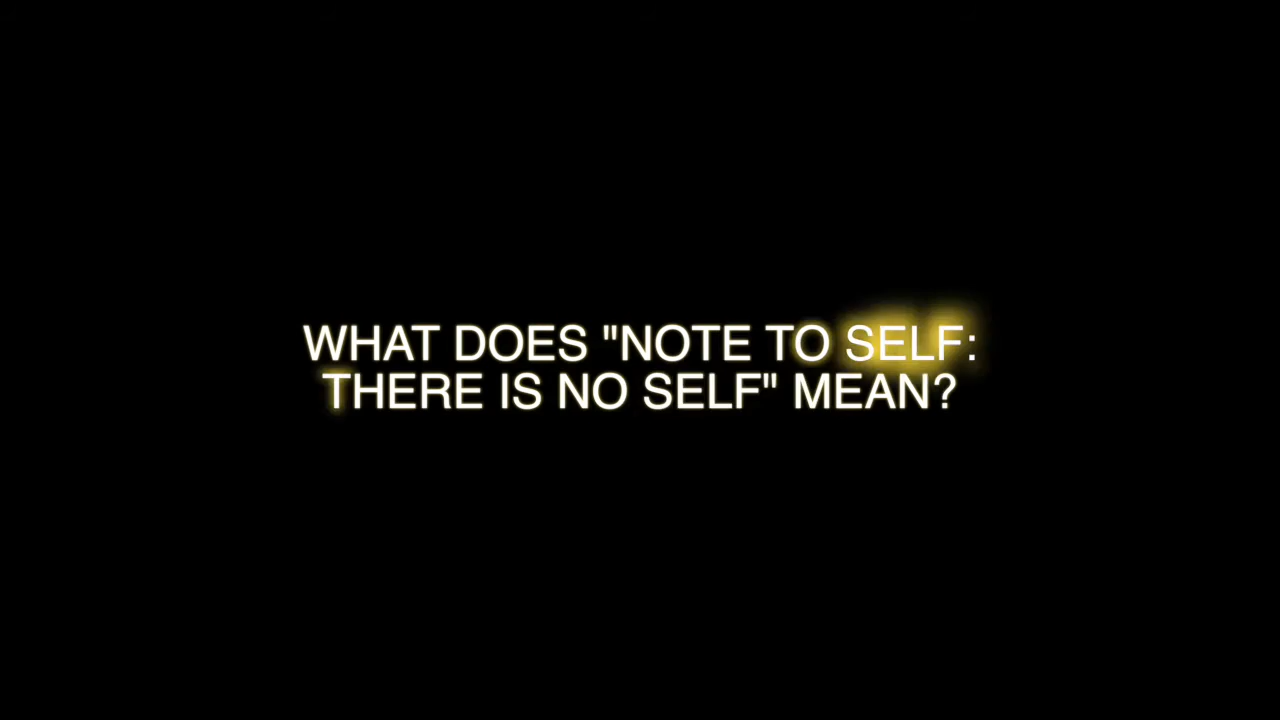 WHAT DOES "NOTE TO SELF:
THERE IS NO SELF" MEAN?